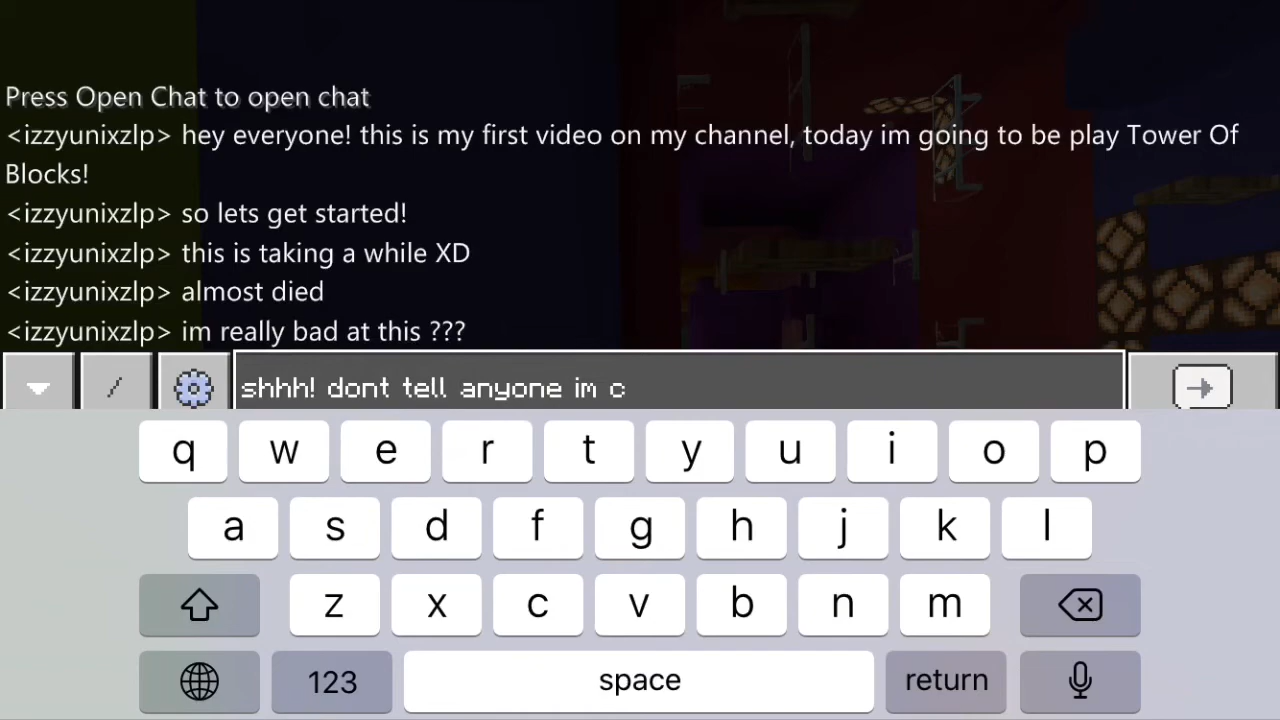 Press Open Chat to open chat
<izzyunixzlp> hey everyone! this is my first video on my channel, today im going to be play Tower Of
Blocks!
<izzyunixzlp> so lets get started!
<izzyunixzlp> this is taking a while XD
<izzyunixzlp> almost died
<izzyunixzlp> im really bad at this ???
/ shhh! dont tell anyone im c
q w e r t y u i o p
a s d f g h j k l
z x c v b n m
123 space return